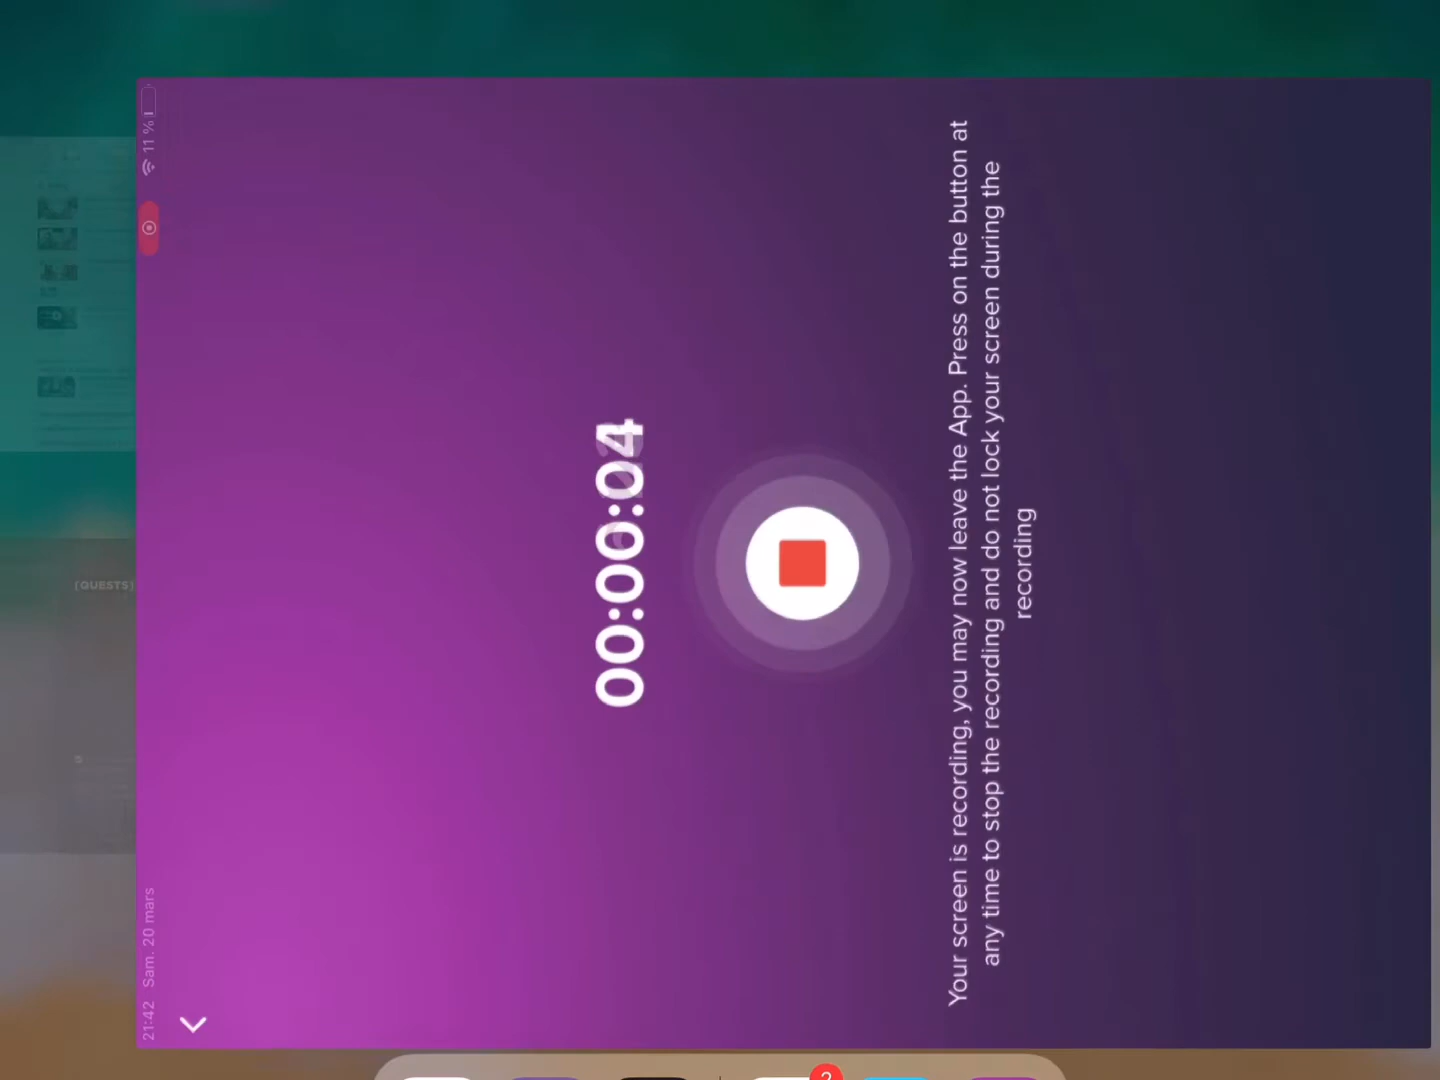 21:42 Sam. 20 mars
11 %
00:00:04
Your screen is recording, you may now leave the App. Press on the button at
any time to stop the recording and do not lock your screen during the
recording
[QUESTS]
2